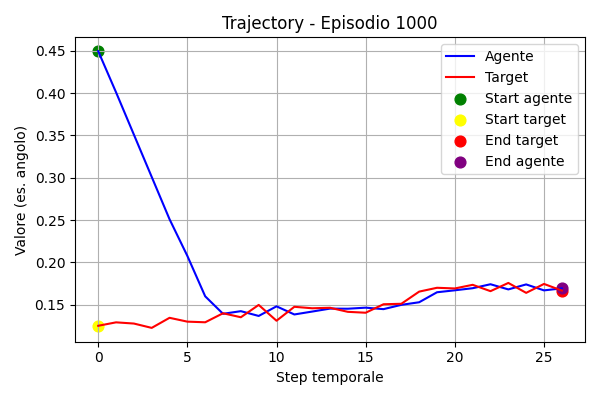 Trajectory - Episodio 1000
Valore (es. angolo)
0.45
0.40
0.35
0.30
0.25
0.20
0.15
Agente
Target
Start agente
Start target
End target
End agente
0 5 10 15 20 25
Step temporale